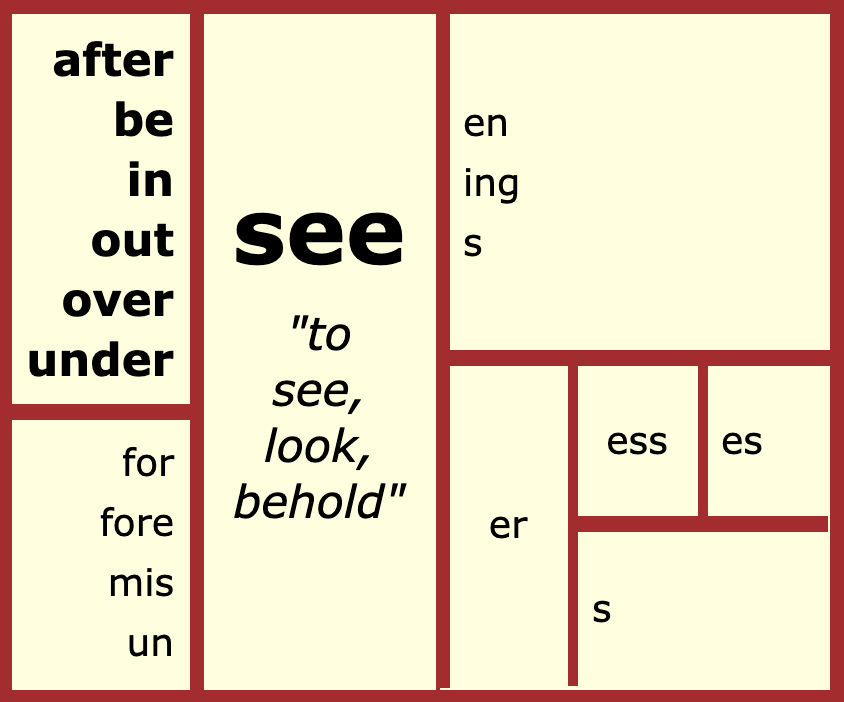 after
be
in
out
over
under
for
fore
mis
un
see
"to
see,
look,
behold"
en
ing
s
er
ess
es
s